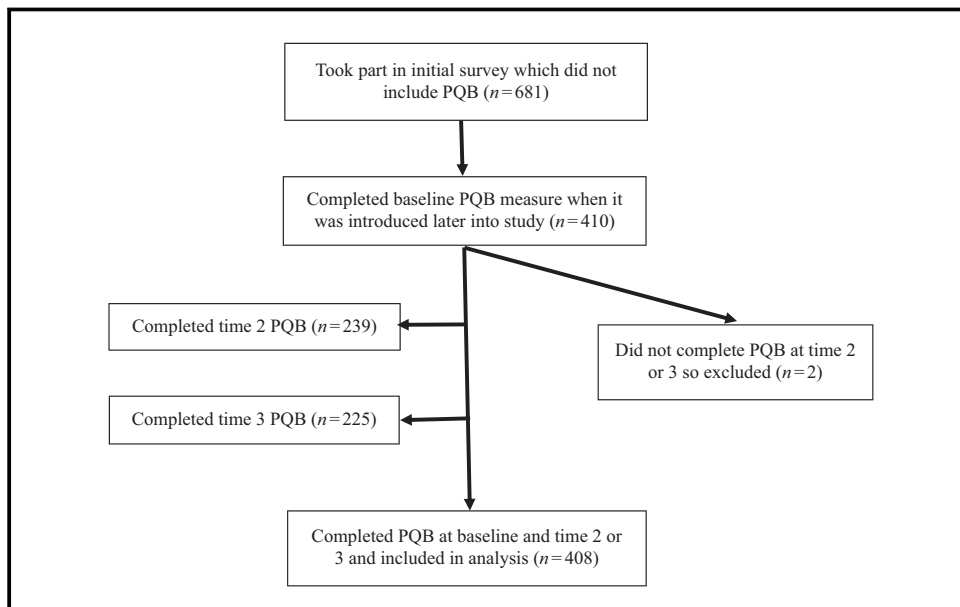 Took part in initial survey which did not
include PQB (n=681)
Completed baseline PQB measure when it
was introduced later into study (n=410)
Completed time 2 PQB (n=239)
Did not complete PQB at time 2
or 3 so excluded (n=2)
Completed time 3 PQB (n=225)
Completed PQB at baseline and time 2 or
3 and included in analysis (n=408)